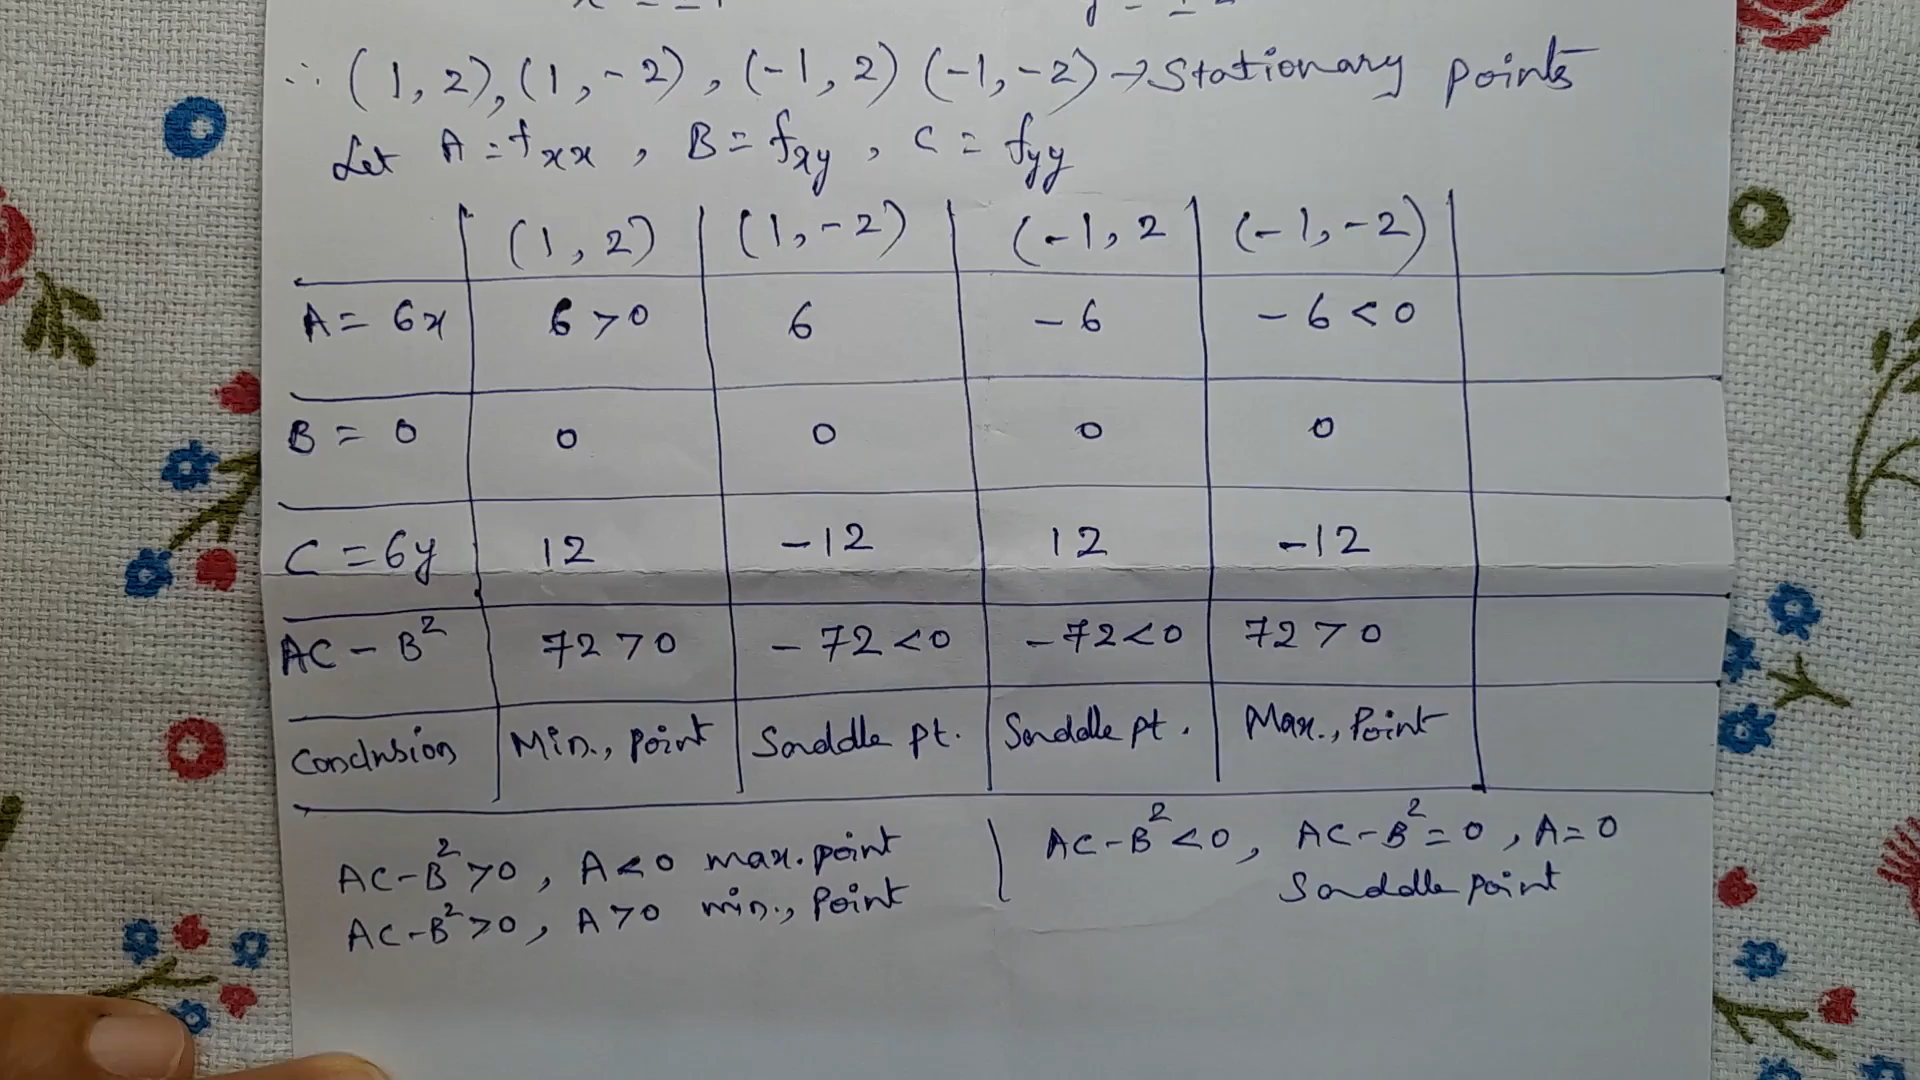 ∴ (1, 2), (1, -2), (-1, 2) (-1, -2) → Stationary points
Let A = fxx, B = fxy, C = fyy
(1, 2) (1, -2) (-1, 2 (-1, -2)
A = 6x 6 > 0 6 -6 -6 < 0
B = 0 0 0 0 0
C = 6y 12 -12 12 -12
AC - B² 72 > 0 -72 < 0 -72 < 0 72 > 0
Conclusion Min., point Saddle pt. Saddle pt. Max., Point
AC-B² > 0, A < 0 max. point
AC-B² > 0, A > 0 min., Point
AC-B² < 0, AC-B² = 0, A = 0
Saddle point